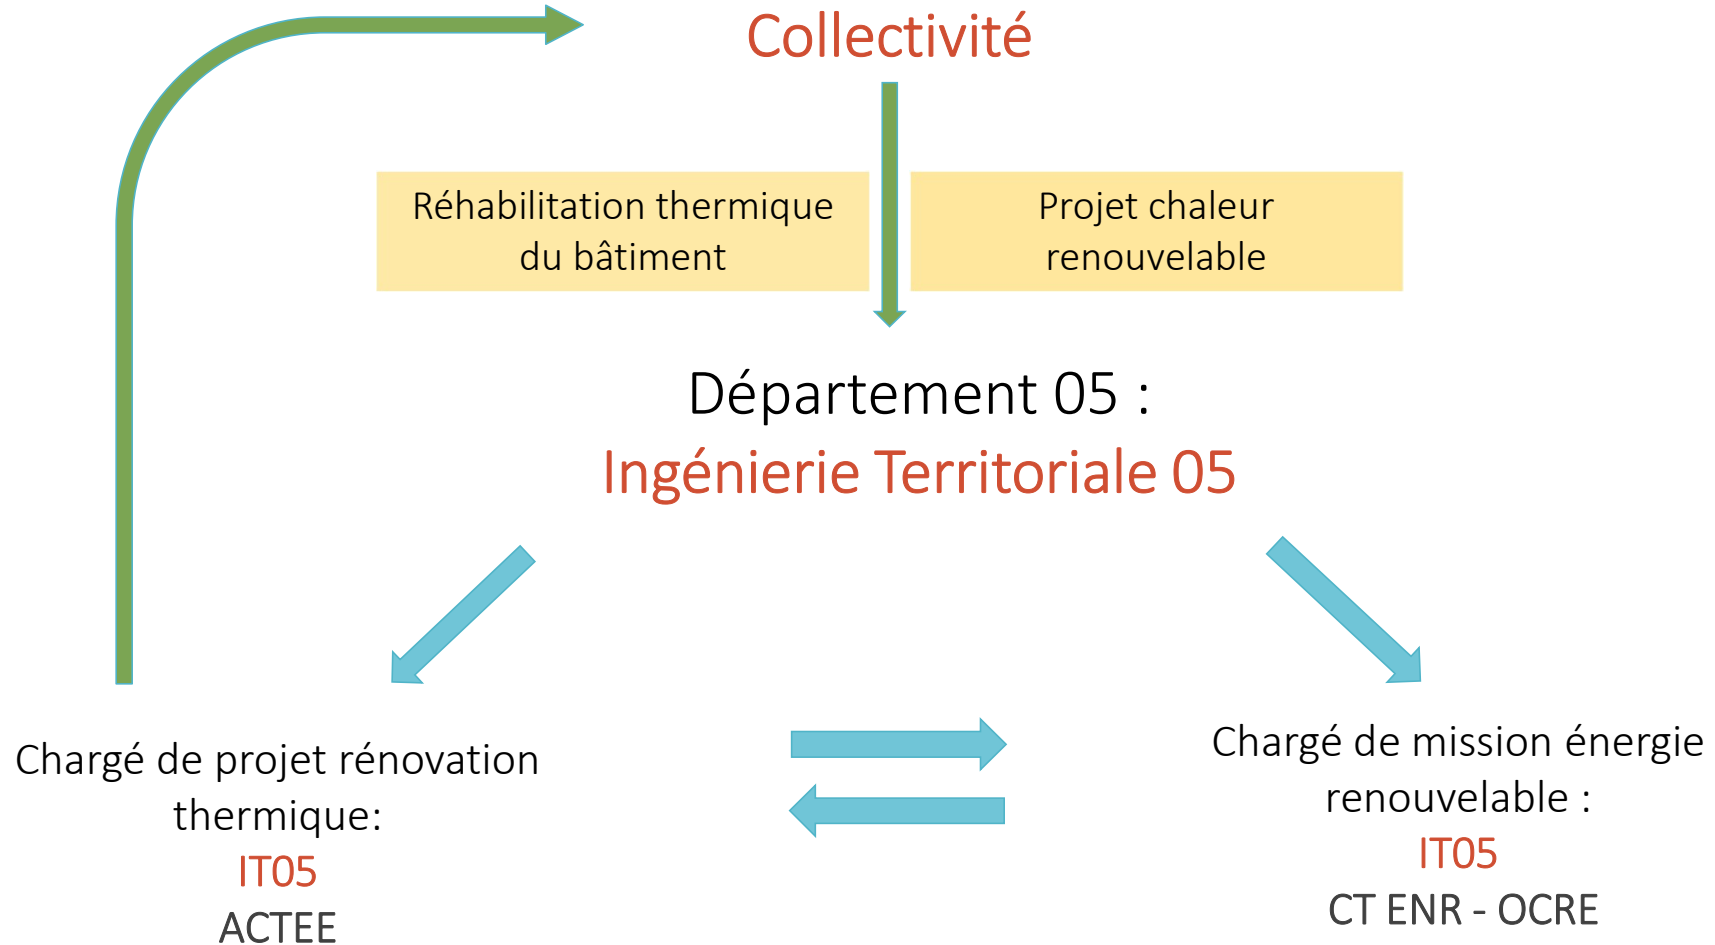 Collectivité
Réhabilitation thermique
du bâtiment
Projet chaleur
renouvelable
Département 05 :
Ingénierie Territoriale 05
Chargé de projet rénovation
thermique:
IT05
ACTEE
Chargé de mission énergie
renouvelable :
IT05
CT ENR - OCRE